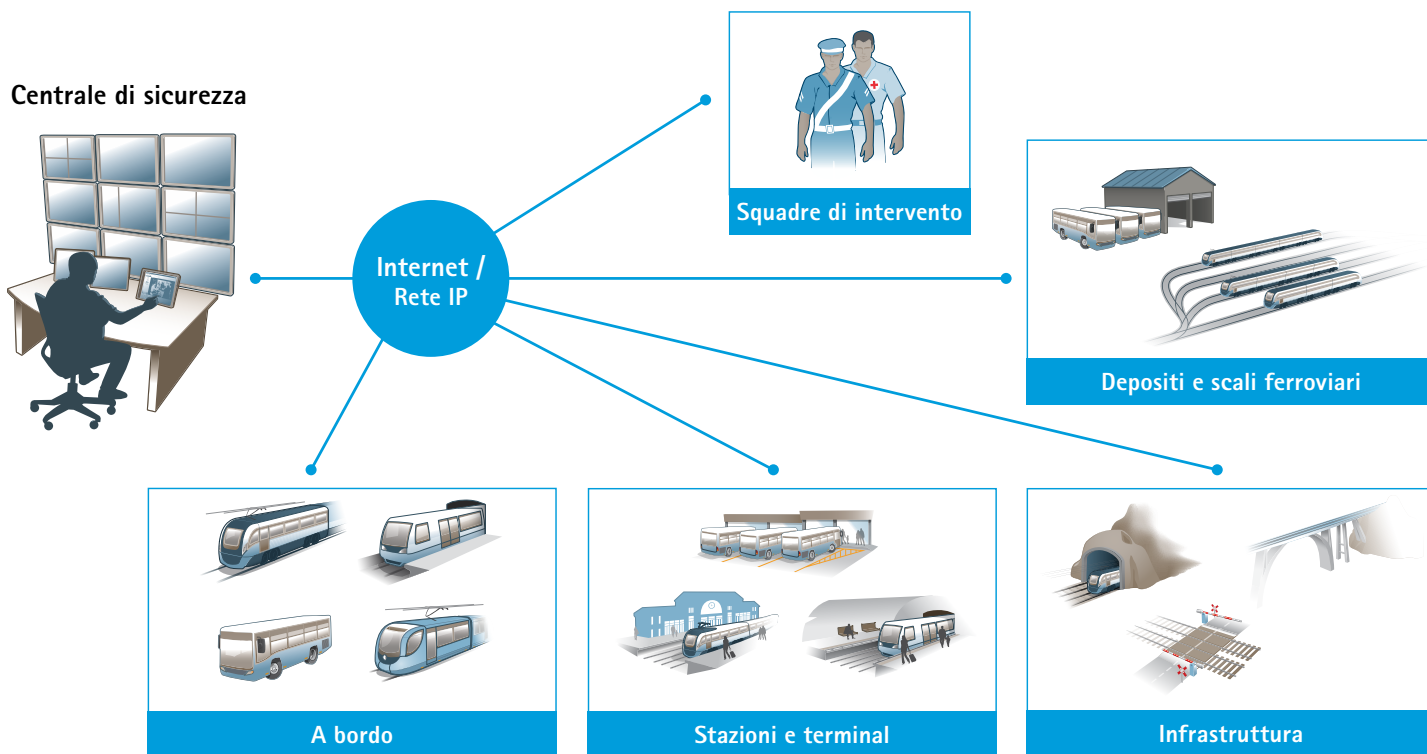 Centrale di sicurezza
Squadre di intervento
Internet /
Rete IP
Depositi e scali ferroviari
A bordo
Stazioni e terminal
Infrastruttura